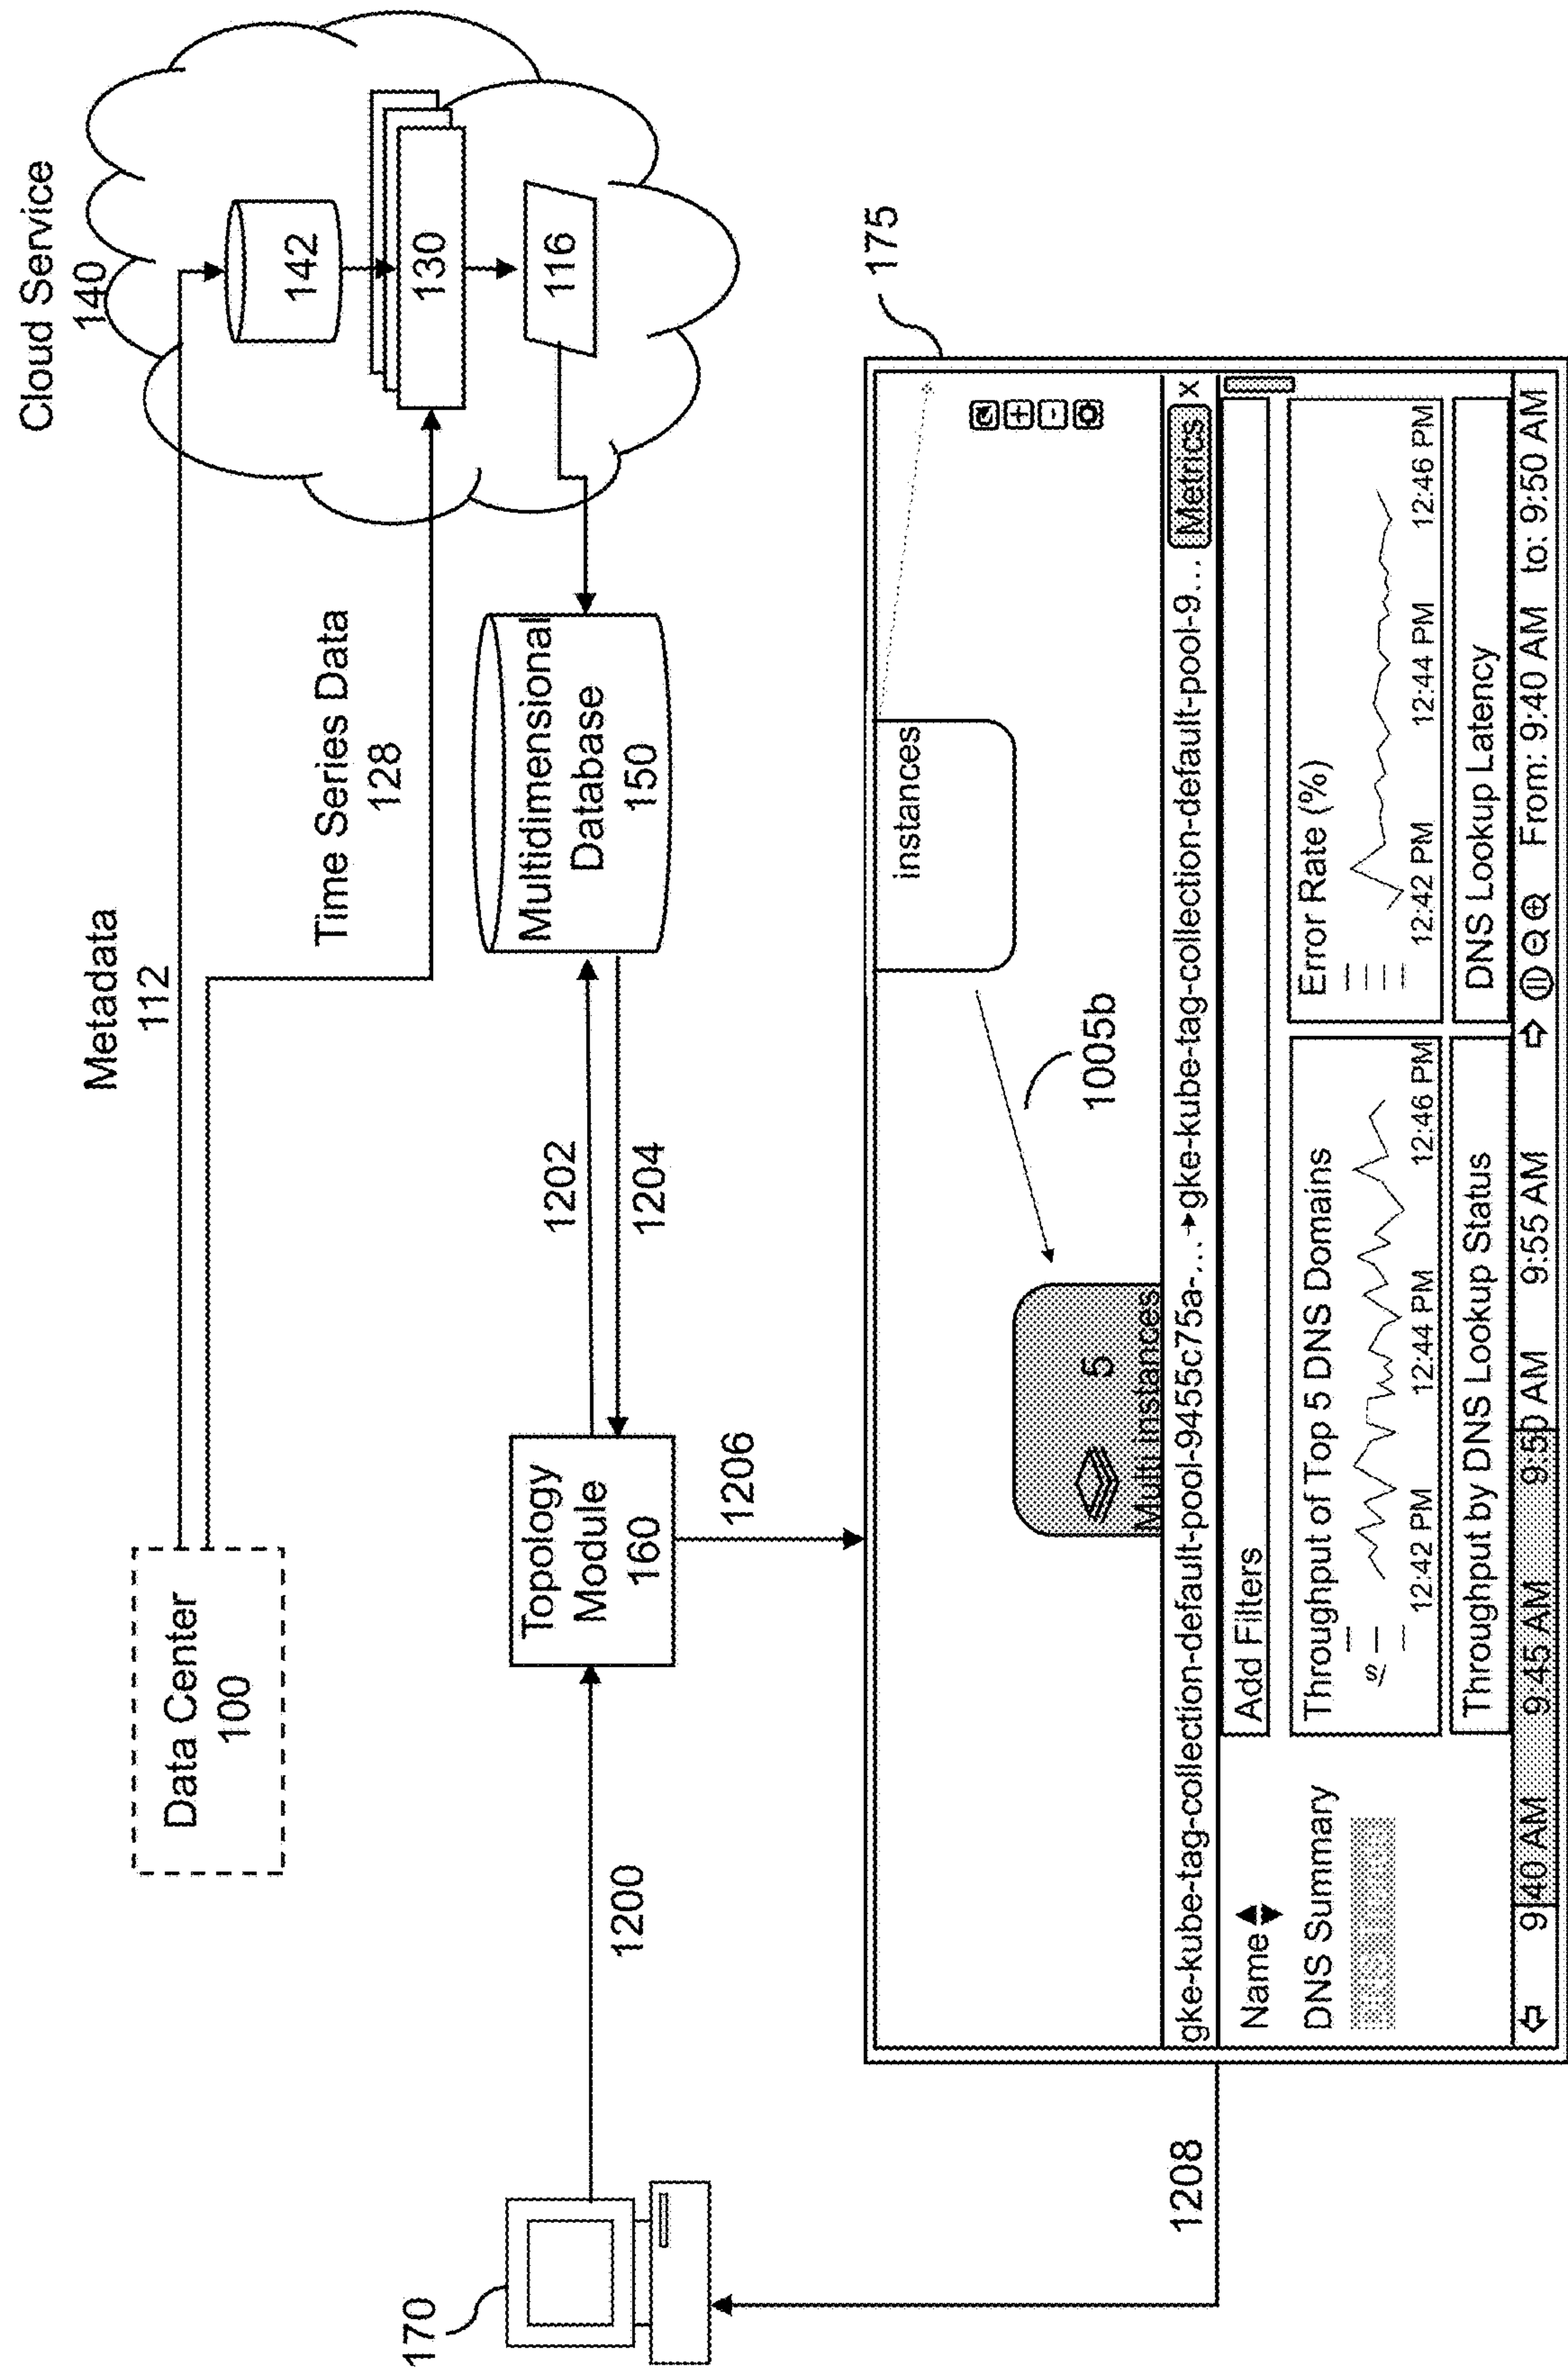 Cloud Service
140
Metadata
112
Data Center
100
142
130
116
Time Series Data
128
170
1200
Topology
Module
160
1202
1204
Multidimensional
Database
150
1206
175
instances
1005b
5
Multi instances
gke-kube-tag-collection-default-pool-9455c75a-... gke-kube-tag-collection-default-pool-9... Metrics x
Name
Add Filters
DNS Summary
Throughput of Top 5 DNS Domains
s/
12:42 PM 12:44 PM 12:46 PM
Error Rate (%)
12:42 PM 12:44 PM 12:46 PM
Throughput by DNS Lookup Status
DNS Lookup Latency
9:40 AM 9:45 AM 9:50 AM 9:55 AM From: 9:40 AM to: 9:50 AM
1208